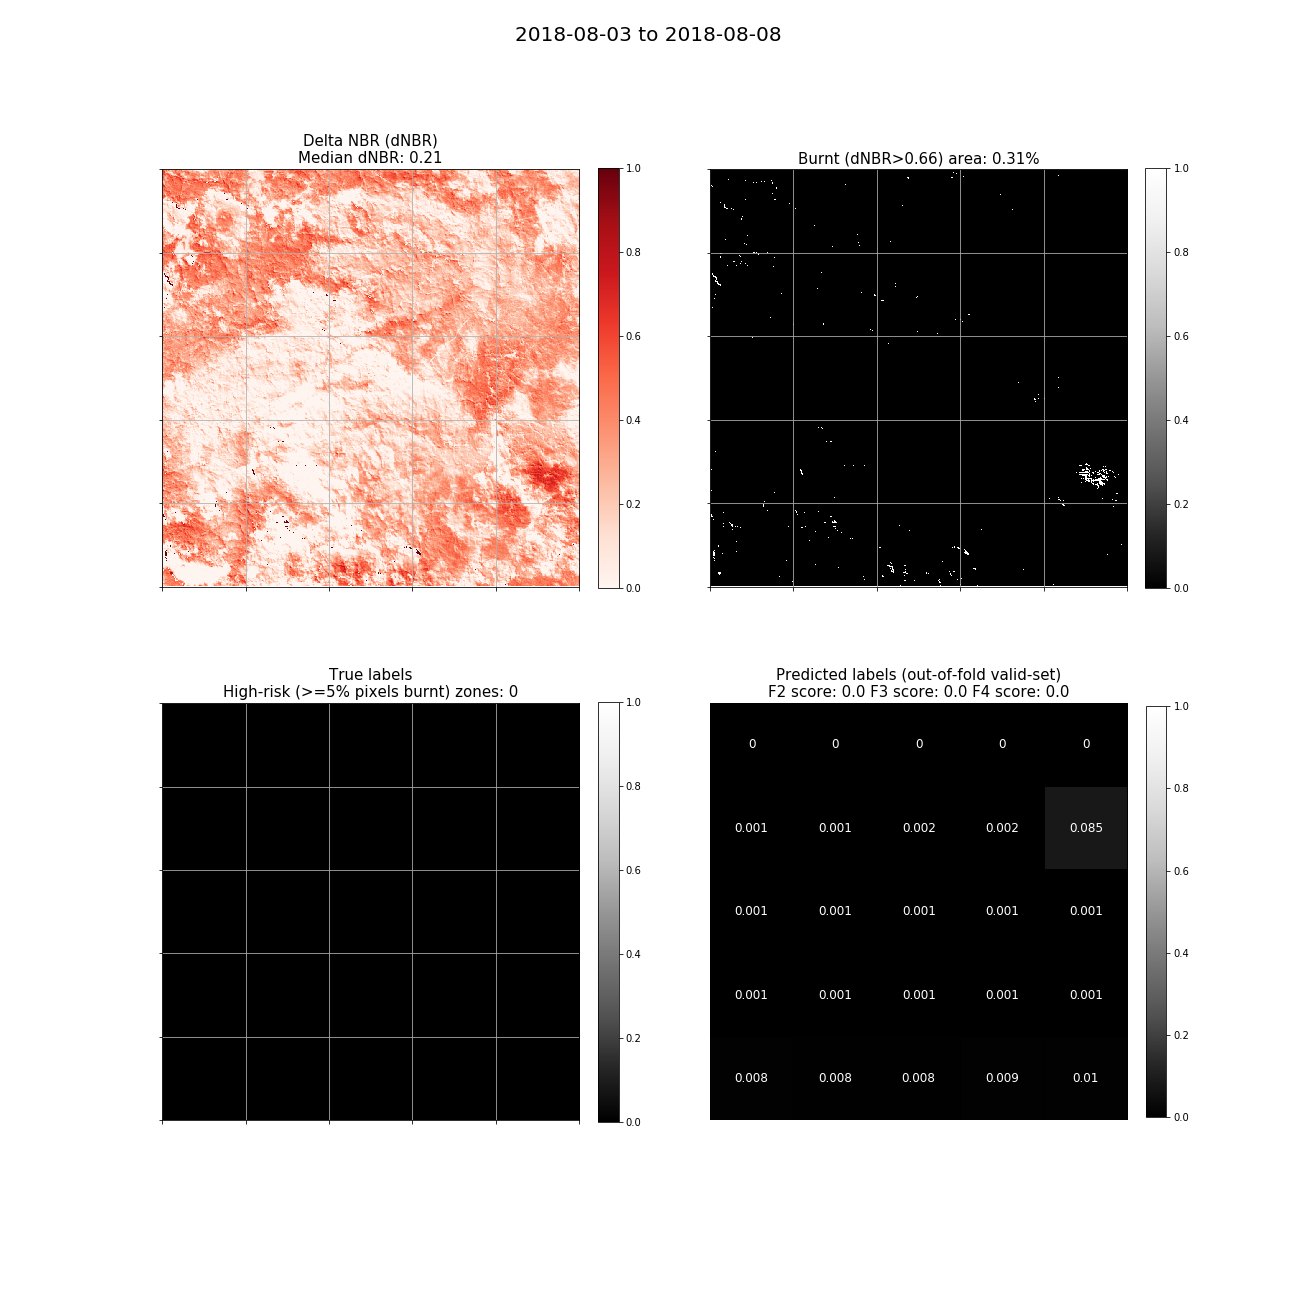 2018-08-03 to 2018-08-08
Delta NBR (dNBR)
Median dNBR: 0.21
1.0
0.8
0.6
0.4
0.2
0.0
Burnt (dNBR>0.66) area: 0.31%
1.0
0.8
0.6
0.4
0.2
0.0
True labels
High-risk (>=5% pixels burnt) zones: 0
1.0
0.8
0.6
0.4
0.2
0.0
Predicted labels (out-of-fold valid-set)
F2 score: 0.0 F3 score: 0.0 F4 score: 0.0
0 0 0 0 0
0.001 0.001 0.002 0.002 0.085
0.001 0.001 0.001 0.001 0.001
0.001 0.001 0.001 0.001 0.001
0.008 0.008 0.008 0.009 0.01
1.0
0.8
0.6
0.4
0.2
0.0